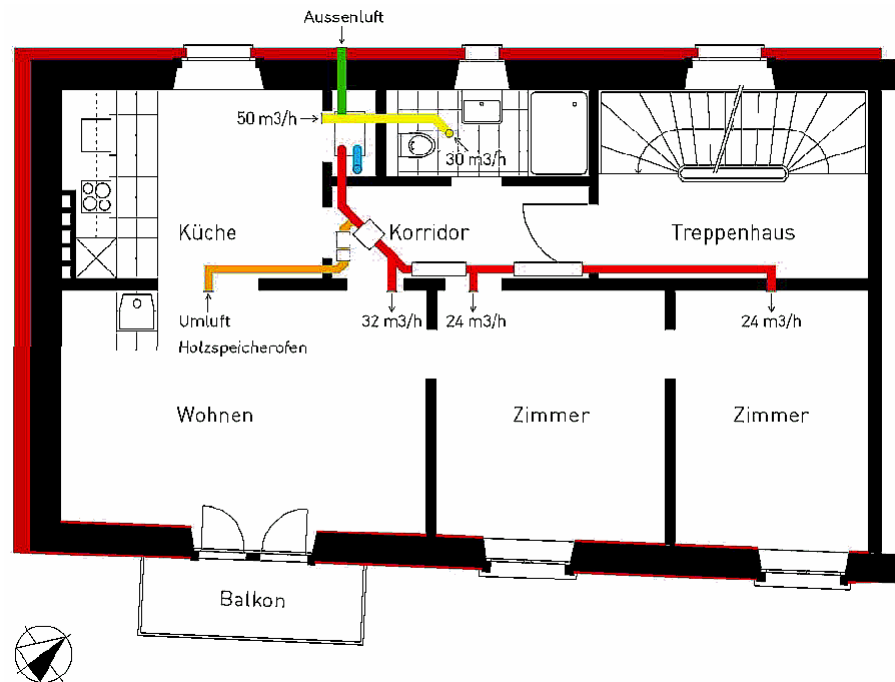 Aussenluft
50 m3/h
30 m3/h
Küche
Korridor
Treppenhaus
Umluft
Holzspeicherofen
32 m3/h
24 m3/h
24 m3/h
Wohnen
Zimmer
Zimmer
Balkon